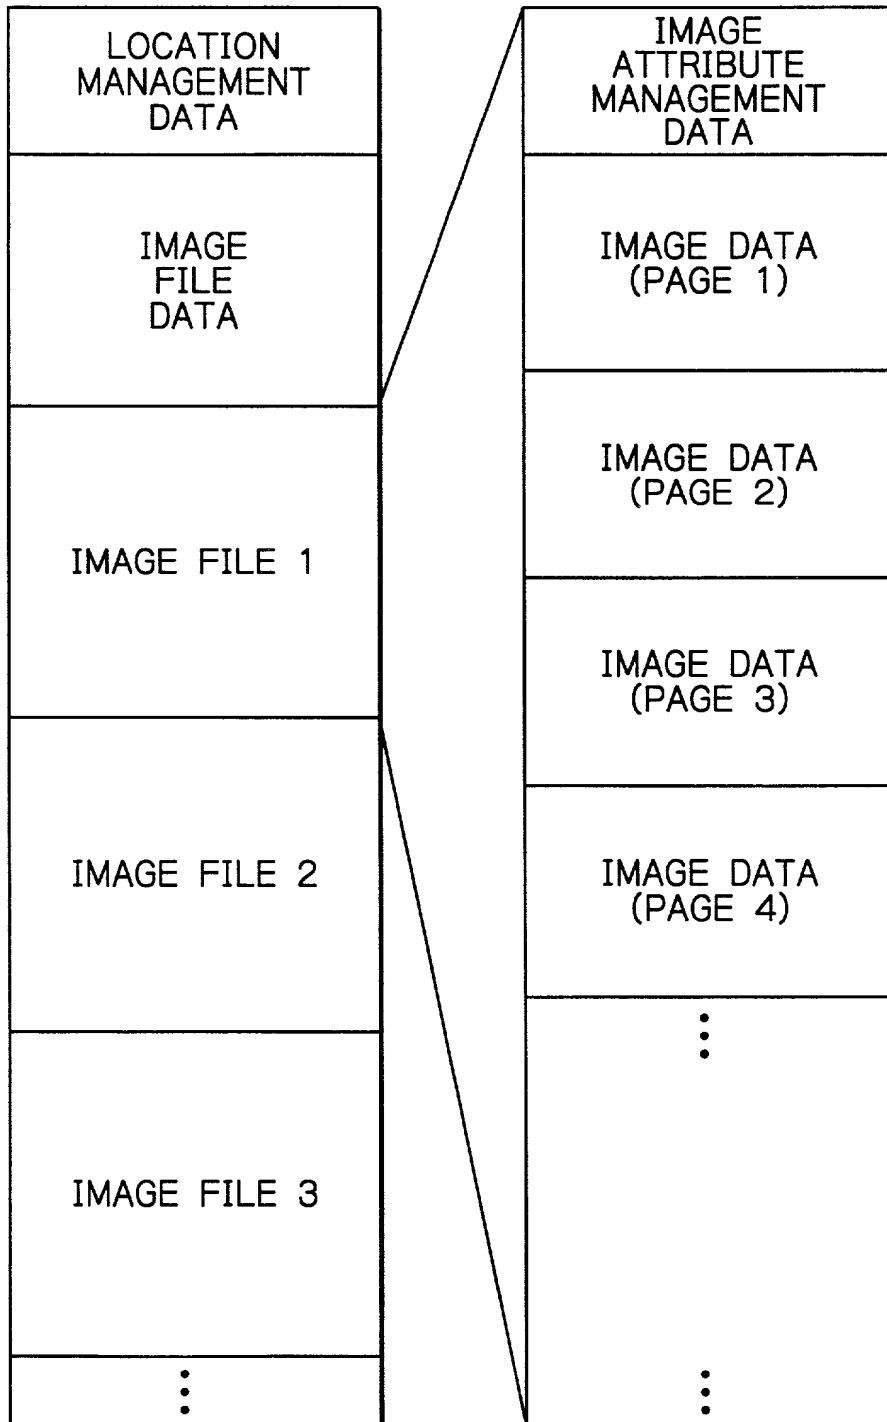 LOCATION
MANAGEMENT
DATA
IMAGE
FILE
DATA
IMAGE FILE 1
IMAGE FILE 2
IMAGE FILE 3
IMAGE
ATTRIBUTE
MANAGEMENT
DATA
IMAGE DATA
(PAGE 1)
IMAGE DATA
(PAGE 2)
IMAGE DATA
(PAGE 3)
IMAGE DATA
(PAGE 4)